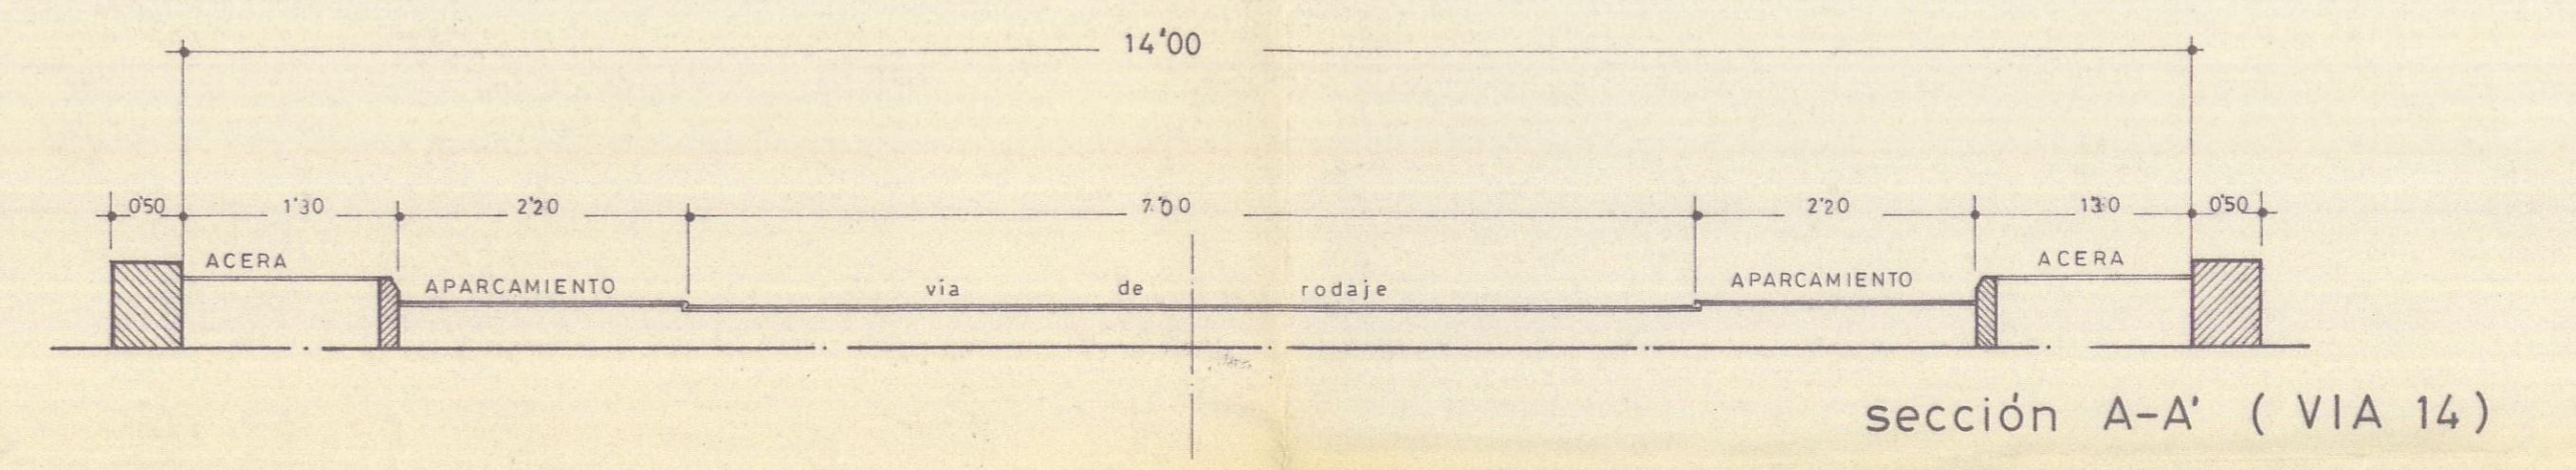 14'00
0'50 1'30 2'20 7'00 2'20 1'30 0'50
ACERA APARCAMIENTO via de rodaje APARCAMIENTO ACERA
sección A-A' ( VIA 14 )